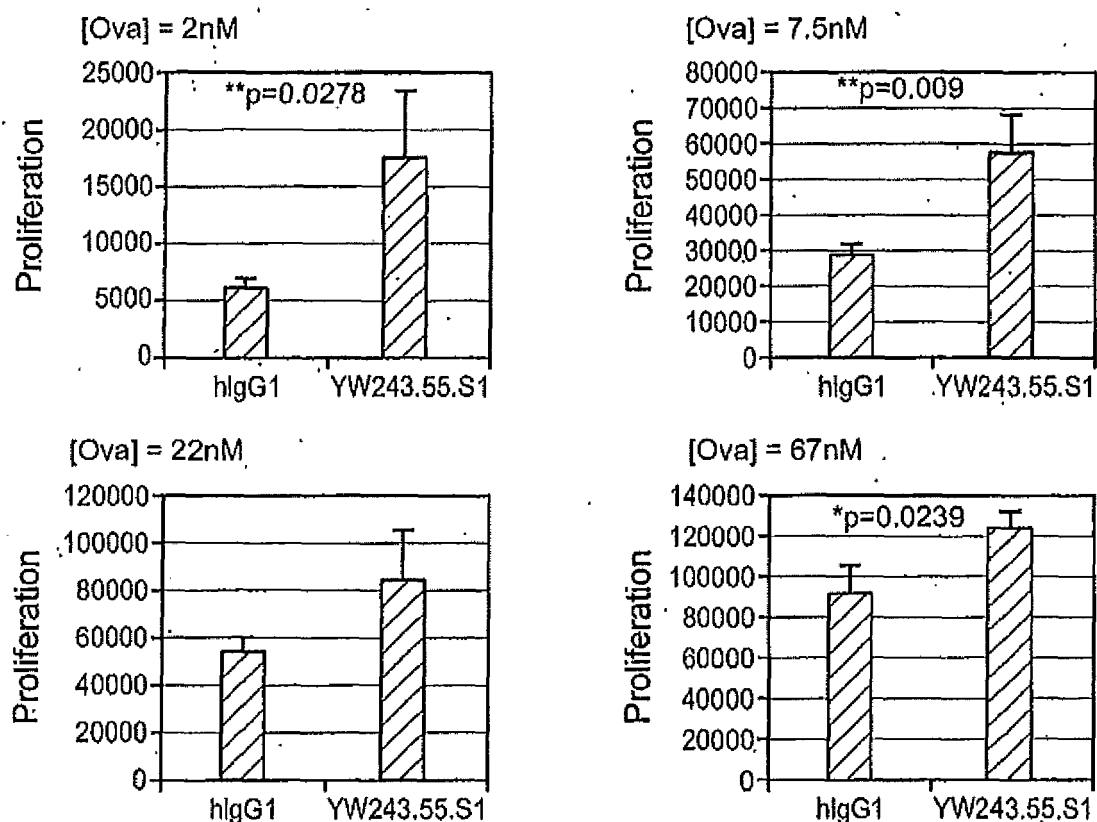 [Ova] = 2nM
25000
20000
15000
10000
5000
0
Proliferation
**p=0.0278
hIgG1 YW243.55.S1
[Ova] = 7.5nM
80000
70000
60000
50000
40000
30000
20000
10000
0
Proliferation
**p=0.009
hIgG1 YW243.55.S1
[Ova] = 22nM
120000
100000
80000
60000
40000
20000
0
Proliferation
hIgG1 YW243.55.S1
[Ova] = 67nM
140000
120000
100000
80000
60000
40000
20000
0
Proliferation
*p=0.0239
hIgG1 YW243.55.S1